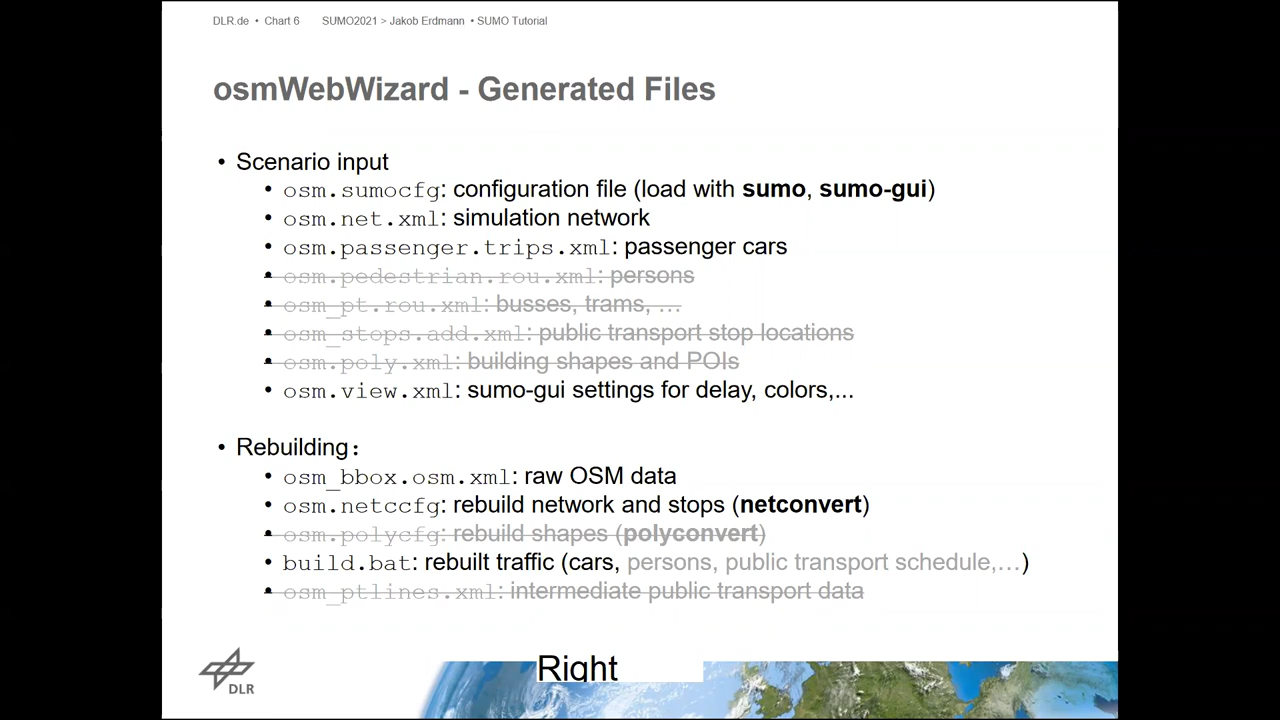 DLR.de • Chart 6 SUMO2021 > Jakob Erdmann • SUMO Tutorial
osmWebWizard - Generated Files
• Scenario input
• osm.sumocfg: configuration file (load with sumo, sumo-gui)
• osm.net.xml: simulation network
• osm.passenger.trips.xml: passenger cars
• osm.pedestrian.rou.xml: persons
• osm_pt.rou.xml: busses, trams, …
• osm_stops.add.xml: public transport stop locations
• osm.poly.xml: building shapes and POIs
• osm.view.xml: sumo-gui settings for delay, colors,...
• Rebuilding:
• osm_bbox.osm.xml: raw OSM data
• osm.netccfg: rebuild network and stops (netconvert)
• osm.polycfg: rebuild shapes (polyconvert)
• build.bat: rebuilt traffic (cars, persons, public transport schedule,…)
• osm_ptlines.xml: intermediate public transport data
Right
DLR